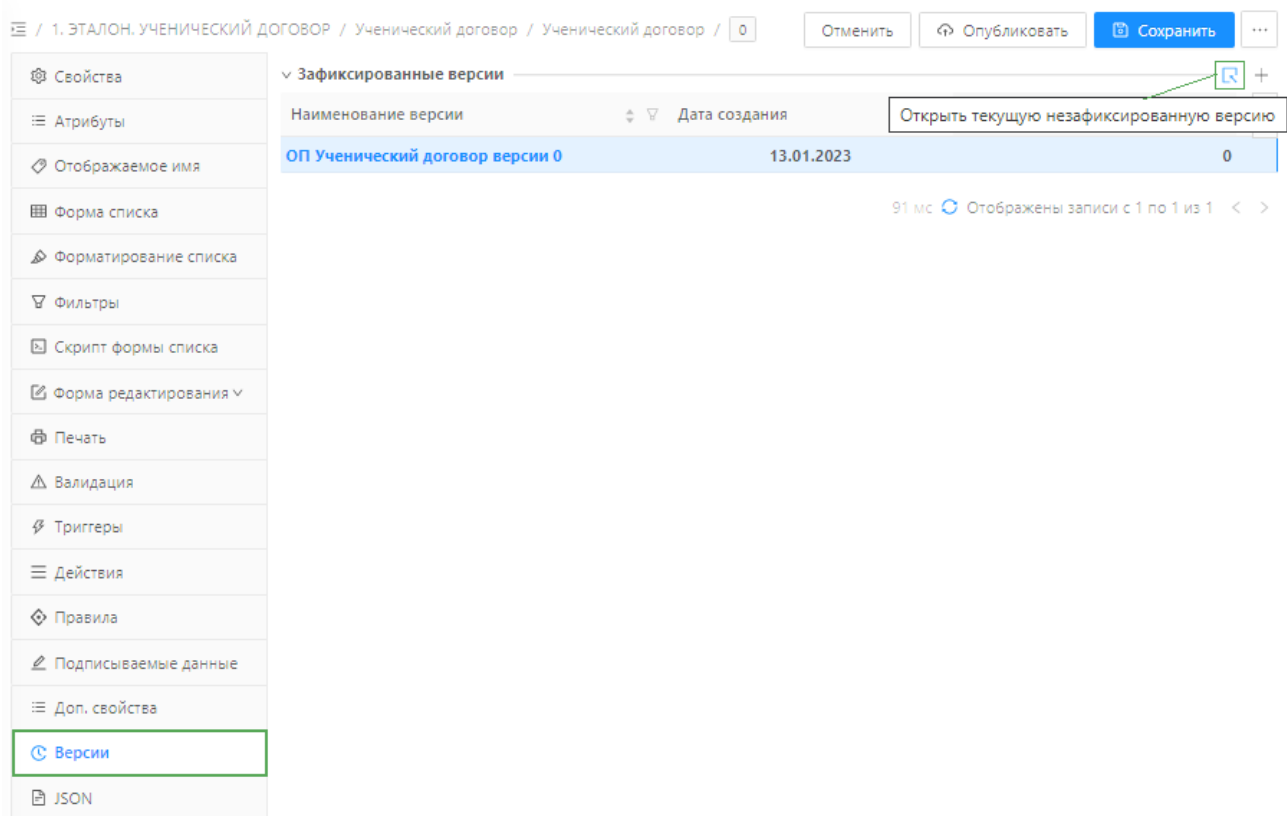 / 1. ЭТАЛОН. УЧЕНИЧЕСКИЙ ДОГОВОР / Ученический договор / Ученический договор / 0
Отменить
Опубликовать
Сохранить
...
Свойства
Атрибуты
Отображаемое имя
Форма списка
Форматирование списка
Фильтры
Скрипт формы списка
Форма редактирования
Печать
Валидация
Триггеры
Действия
Правила
Подписываемые данные
Доп. свойства
Версии
JSON
Зафиксированные версии
Открыть текущую незафиксированную версию
Наименование версии Дата создания
ОП Ученический договор версии 0 13.01.2023 0
91 мс Отображены записи с 1 по 1 из 1 < >